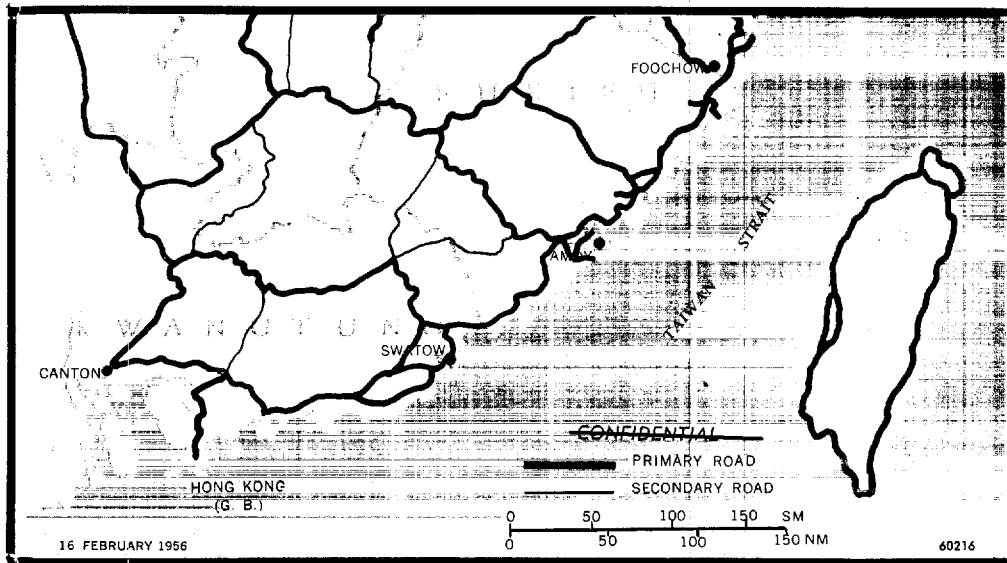 FOOCHOW
TAIWAN STRAIT
KWANGTUNG
SWATOW
CANTON
CONFIDENTIAL
PRIMARY ROAD
SECONDARY ROAD
HONG KONG
(G. B.)
0 50 100 150 SM
0 50 100 150 NM
16 FEBRUARY 1956
60216